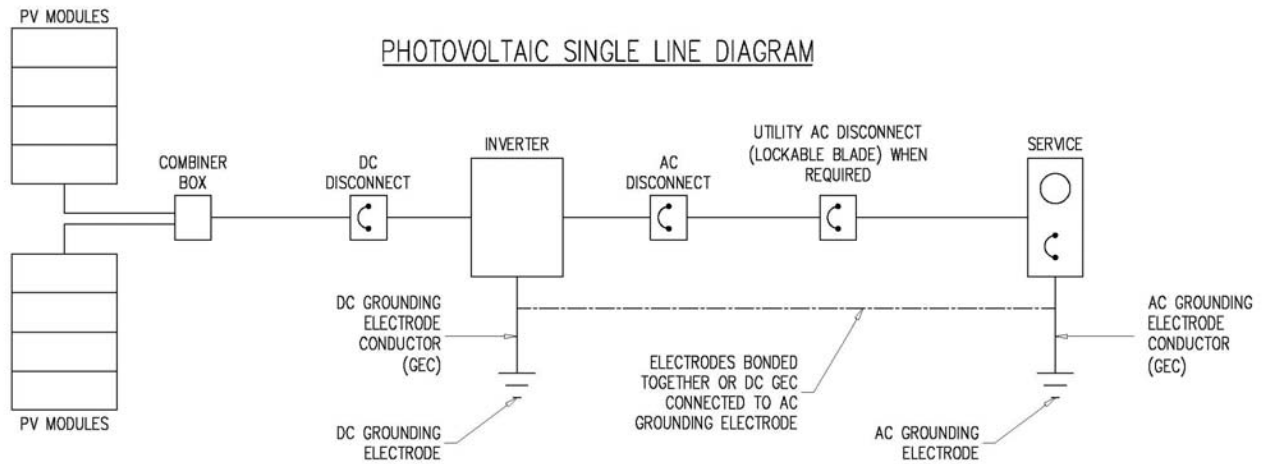 PV MODULES
PHOTOVOLTAIC SINGLE LINE DIAGRAM
COMBINER
BOX
DC
DISCONNECT
INVERTER
AC
DISCONNECT
UTILITY AC DISCONNECT
(LOCKABLE BLADE) WHEN
REQUIRED
SERVICE
DC GROUNDING
ELECTRODE
CONDUCTOR
(GEC)
ELECTRODES BONDED
TOGETHER OR DC GEC
CONNECTED TO AC
GROUNDING ELECTRODE
AC GROUNDING
ELECTRODE
CONDUCTOR
(GEC)
PV MODULES
DC GROUNDING
ELECTRODE
AC GROUNDING
ELECTRODE